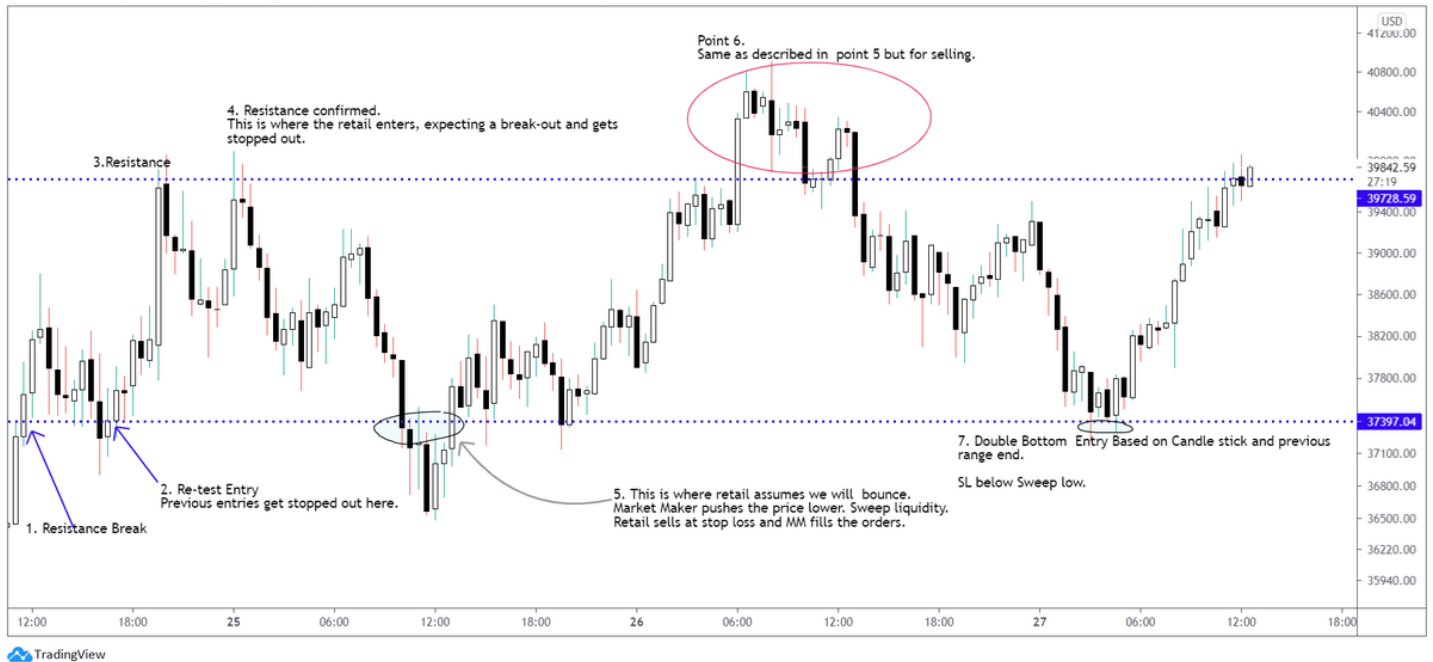 USD
41200.00
Point 6.
Same as described in  point 5 but for selling.
40800.00
4. Resistance confirmed.
This is where the retail enters, expecting a break-out and gets
stopped out.
40400.00
3.Resistance
39842.59
27:19
39728.59
39400.00
39000.00
38600.00
38200.00
37800.00
37397.04
7. Double Bottom  Entry Based on Candle stick and previous
range end.
SL below Sweep low.
37100.00
2. Re-test Entry
Previous entries get stopped out here.
5. This is where retail assumes we will  bounce.
Market Maker pushes the price lower. Sweep liquidity.
Retail sells at stop loss and MM fills the orders.
36800.00
36500.00
1. Resistance Break
36220.00
35940.00
12:00 18:00 25 06:00 12:00 18:00 26 06:00 12:00 18:00 27 06:00 12:00 18:00
TradingView